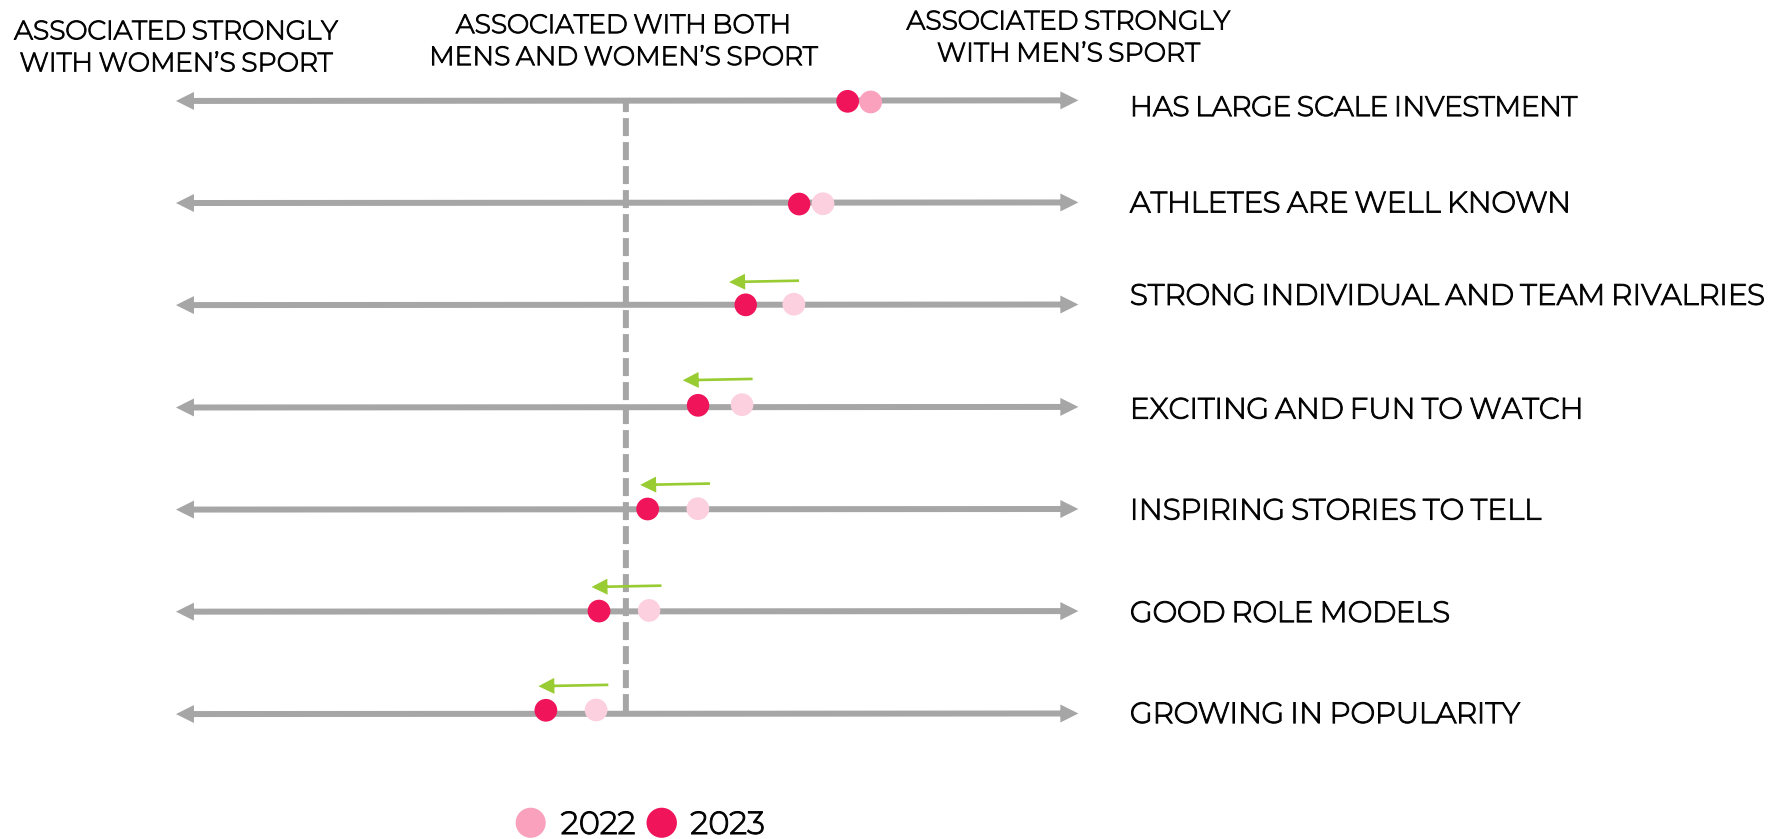 ASSOCIATED STRONGLY
WITH WOMEN'S SPORT
ASSOCIATED WITH BOTH
MENS AND WOMEN'S SPORT
ASSOCIATED STRONGLY
WITH MEN'S SPORT
HAS LARGE SCALE INVESTMENT
ATHLETES ARE WELL KNOWN
STRONG INDIVIDUAL AND TEAM RIVALRIES
EXCITING AND FUN TO WATCH
INSPIRING STORIES TO TELL
GOOD ROLE MODELS
GROWING IN POPULARITY
2022 2023